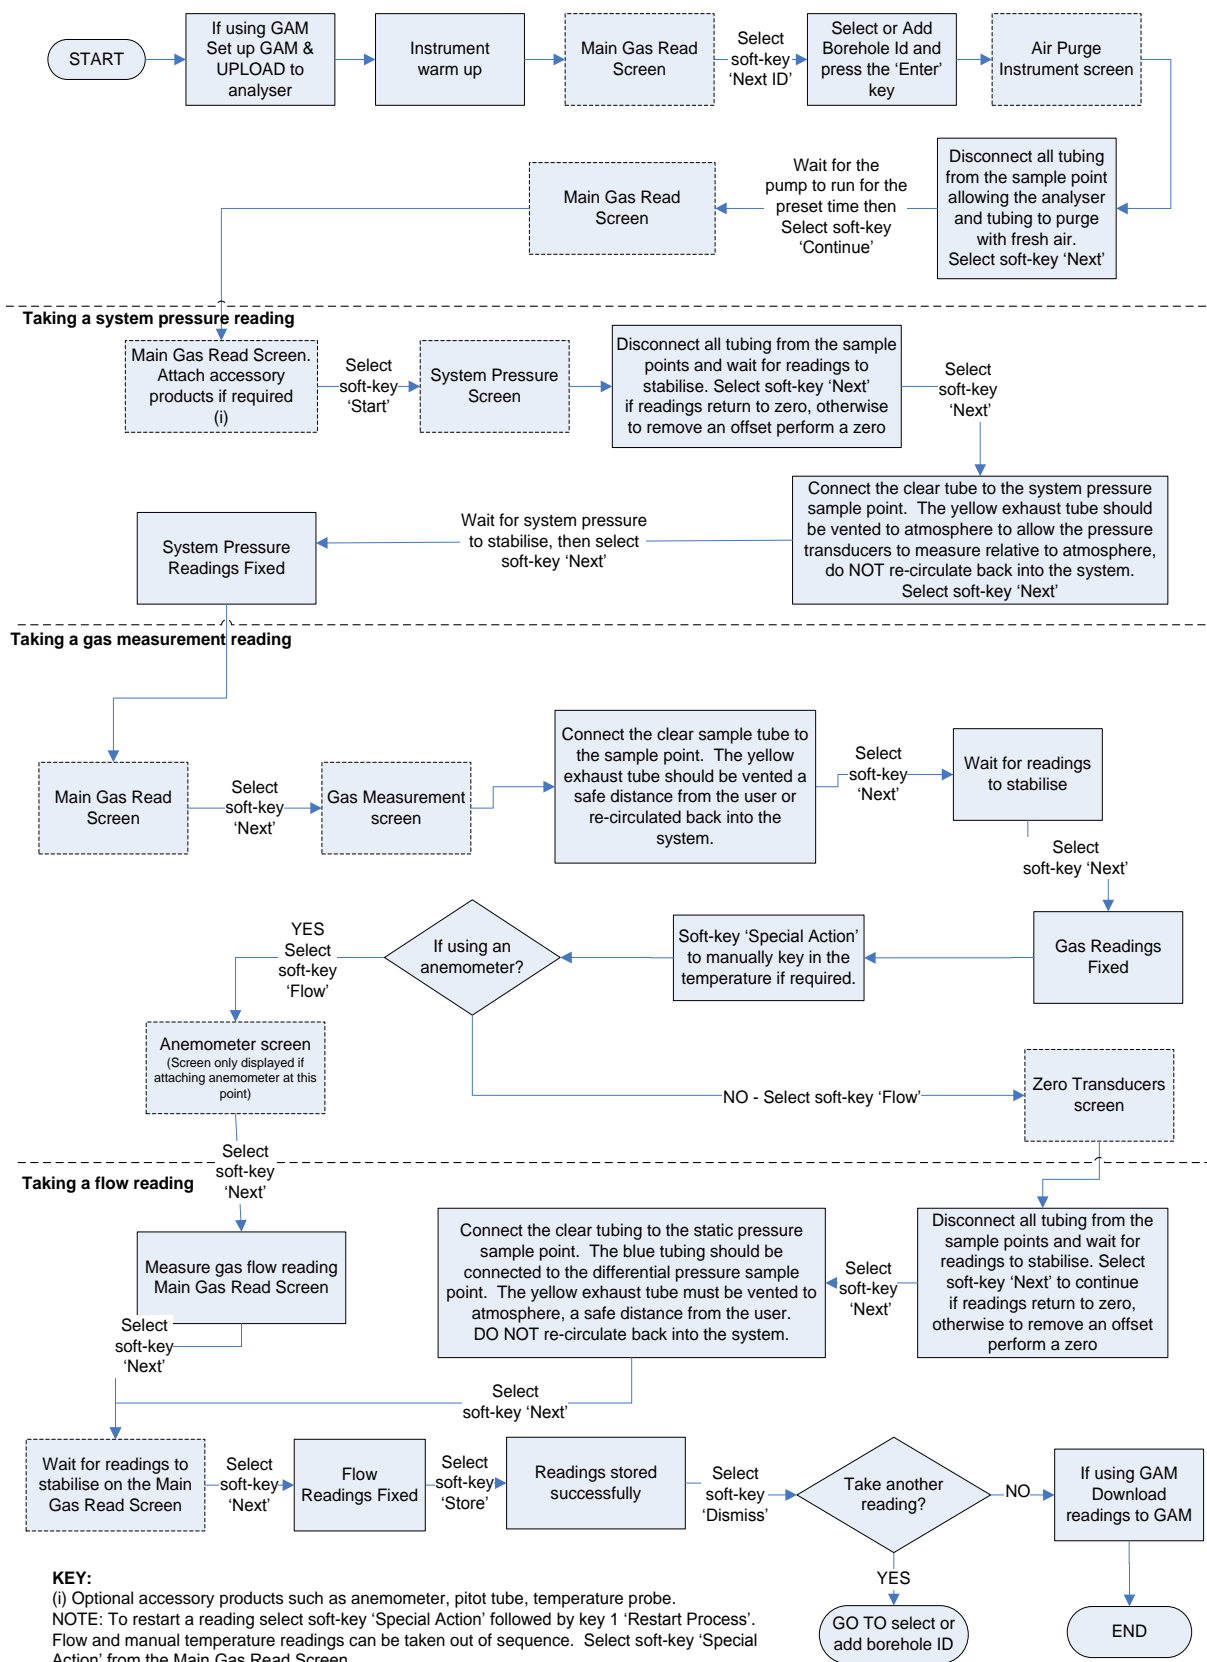 START
If using GAM
Set up GAM &
UPLOAD to
analyser
Instrument
warm up
Main Gas Read
Screen
Select
soft-key
‘Next ID’
Select or Add
Borehole Id and
press the ‘Enter’
key
Air Purge
Instrument screen
Disconnect all tubing
from the sample point
allowing the analyser
and tubing to purge
with fresh air.
Select soft-key ‘Next’
Wait for the
pump to run for the
preset time then
Select soft-key
‘Continue’
Main Gas Read
Screen
Taking a system pressure reading
Main Gas Read Screen.
Attach accessory
products if required
(i)
Select
soft-key
‘Start’
System Pressure
Screen
Disconnect all tubing from the sample
points and wait for readings to
stabilise. Select soft-key ‘Next’
if readings return to zero, otherwise
to remove an offset perform a zero
Select
soft-key
‘Next’
Connect the clear tube to the system pressure
sample point. The yellow exhaust tube should
be vented to atmosphere to allow the pressure
transducers to measure relative to atmosphere,
do NOT re-circulate back into the system.
Select soft-key ‘Next’
Wait for system pressure
to stabilise, then select
soft-key ‘Next’
System Pressure
Readings Fixed
Taking a gas measurement reading
Main Gas Read
Screen
Select
soft-key
‘Next’
Gas Measurement
screen
Connect the clear sample tube to
the sample point. The yellow
exhaust tube should be vented a
safe distance from the user or
re-circulated back into the
system.
Select
soft-key
‘Next’
Wait for readings
to stabilise
Select
soft-key ‘Next’
Gas Readings
Fixed
Soft-key ‘Special Action’
to manually key in the
temperature if required.
If using an
anemometer?
YES
Select
soft-key
‘Flow’
Anemometer screen
(Screen only displayed if
attaching anemometer at this
point)
NO - Select soft-key ‘Flow’
Zero Transducers
screen
Select
soft-key
‘Next’
Taking a flow reading
Measure gas flow reading
Main Gas Read Screen
Select
soft-key
‘Next’
Disconnect all tubing from the
sample points and wait for
readings to stabilise. Select
soft-key ‘Next’ to continue
if readings return to zero,
otherwise to remove an offset
perform a zero
Select
soft-key
‘Next’
Connect the clear tubing to the static pressure
sample point. The blue tubing should be
connected to the differential pressure sample
point. The yellow exhaust tube must be vented to
atmosphere, a safe distance from the user.
DO NOT re-circulate back into the system.
Select
soft-key ‘Next’
Wait for readings to
stabilise on the Main
Gas Read Screen
Select
soft-key
‘Next’
Flow
Readings Fixed
Select
soft-key
‘Store’
Readings stored
successfully
Select
soft-key
‘Dismiss’
Take another
reading?
NO
If using GAM
Download
readings to GAM
YES
GO TO select or
add borehole ID
END
KEY:
(i) Optional accessory products such as anemometer, pitot tube, temperature probe.
NOTE: To restart a reading select soft-key ‘Special Action’ followed by key 1 ‘Restart Process’.
Flow and manual temperature readings can be taken out of sequence. Select soft-key ‘Special
Action’ from the Main Gas Read Screen